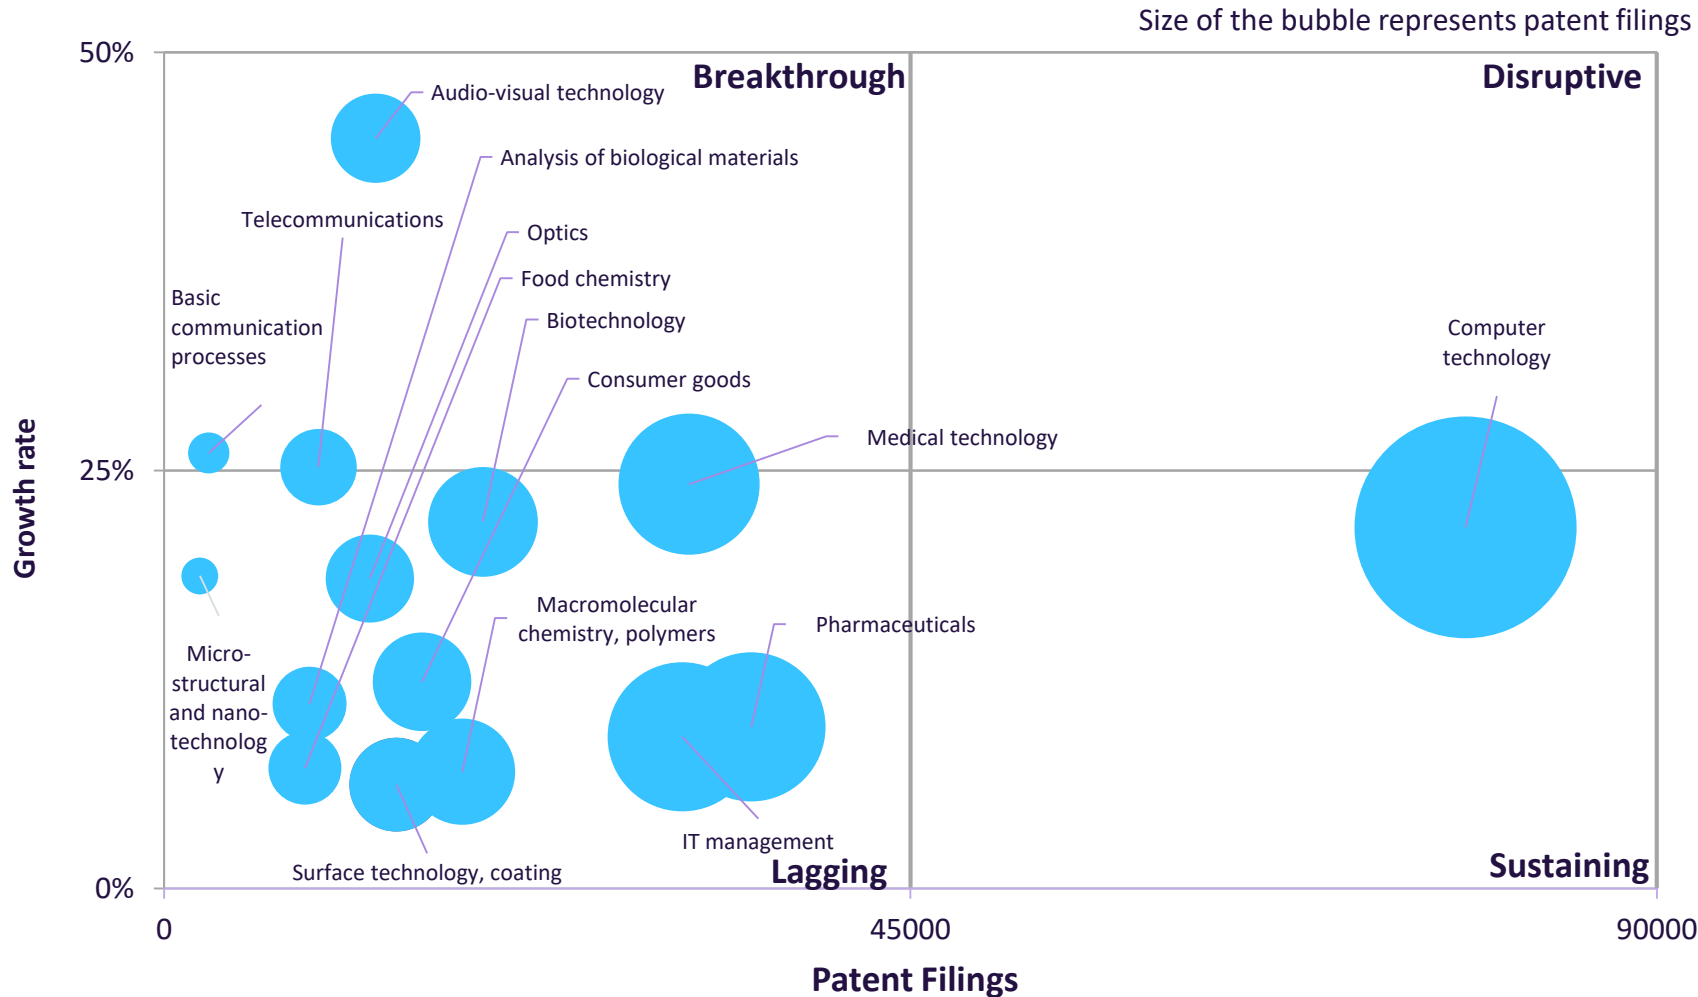 Size of the bubble represents patent filings
50%
Breakthrough
Disruptive
Audio-visual technology
Analysis of biological materials
Telecommunications
Optics
Food chemistry
Basic
communication
processes
Biotechnology
Computer
technology
Consumer goods
Medical technology
25%
Growth rate
Macromolecular
chemistry, polymers
Pharmaceuticals
Micro-
structural
and nano-
technolog
y
IT management
Surface technology, coating
Lagging
Sustaining
0%
0
45000
90000
Patent Filings